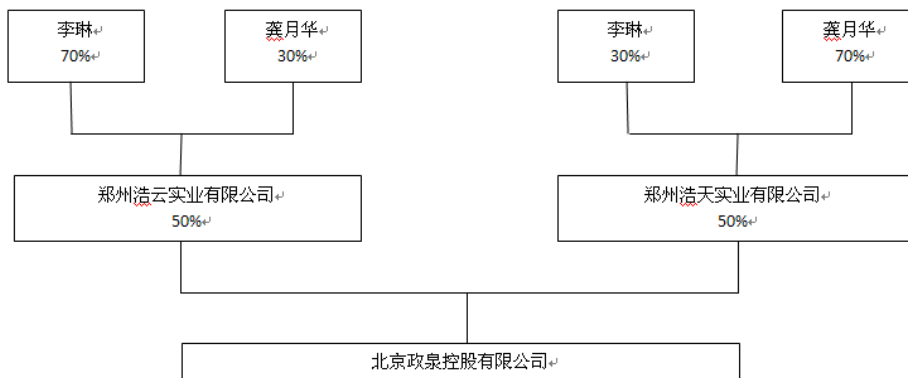 李琳
70%
龚月华
30%
李琳
30%
龚月华
70%
郑州浩云实业有限公司
50%
郑州浩天实业有限公司
50%
北京政泉控股有限公司